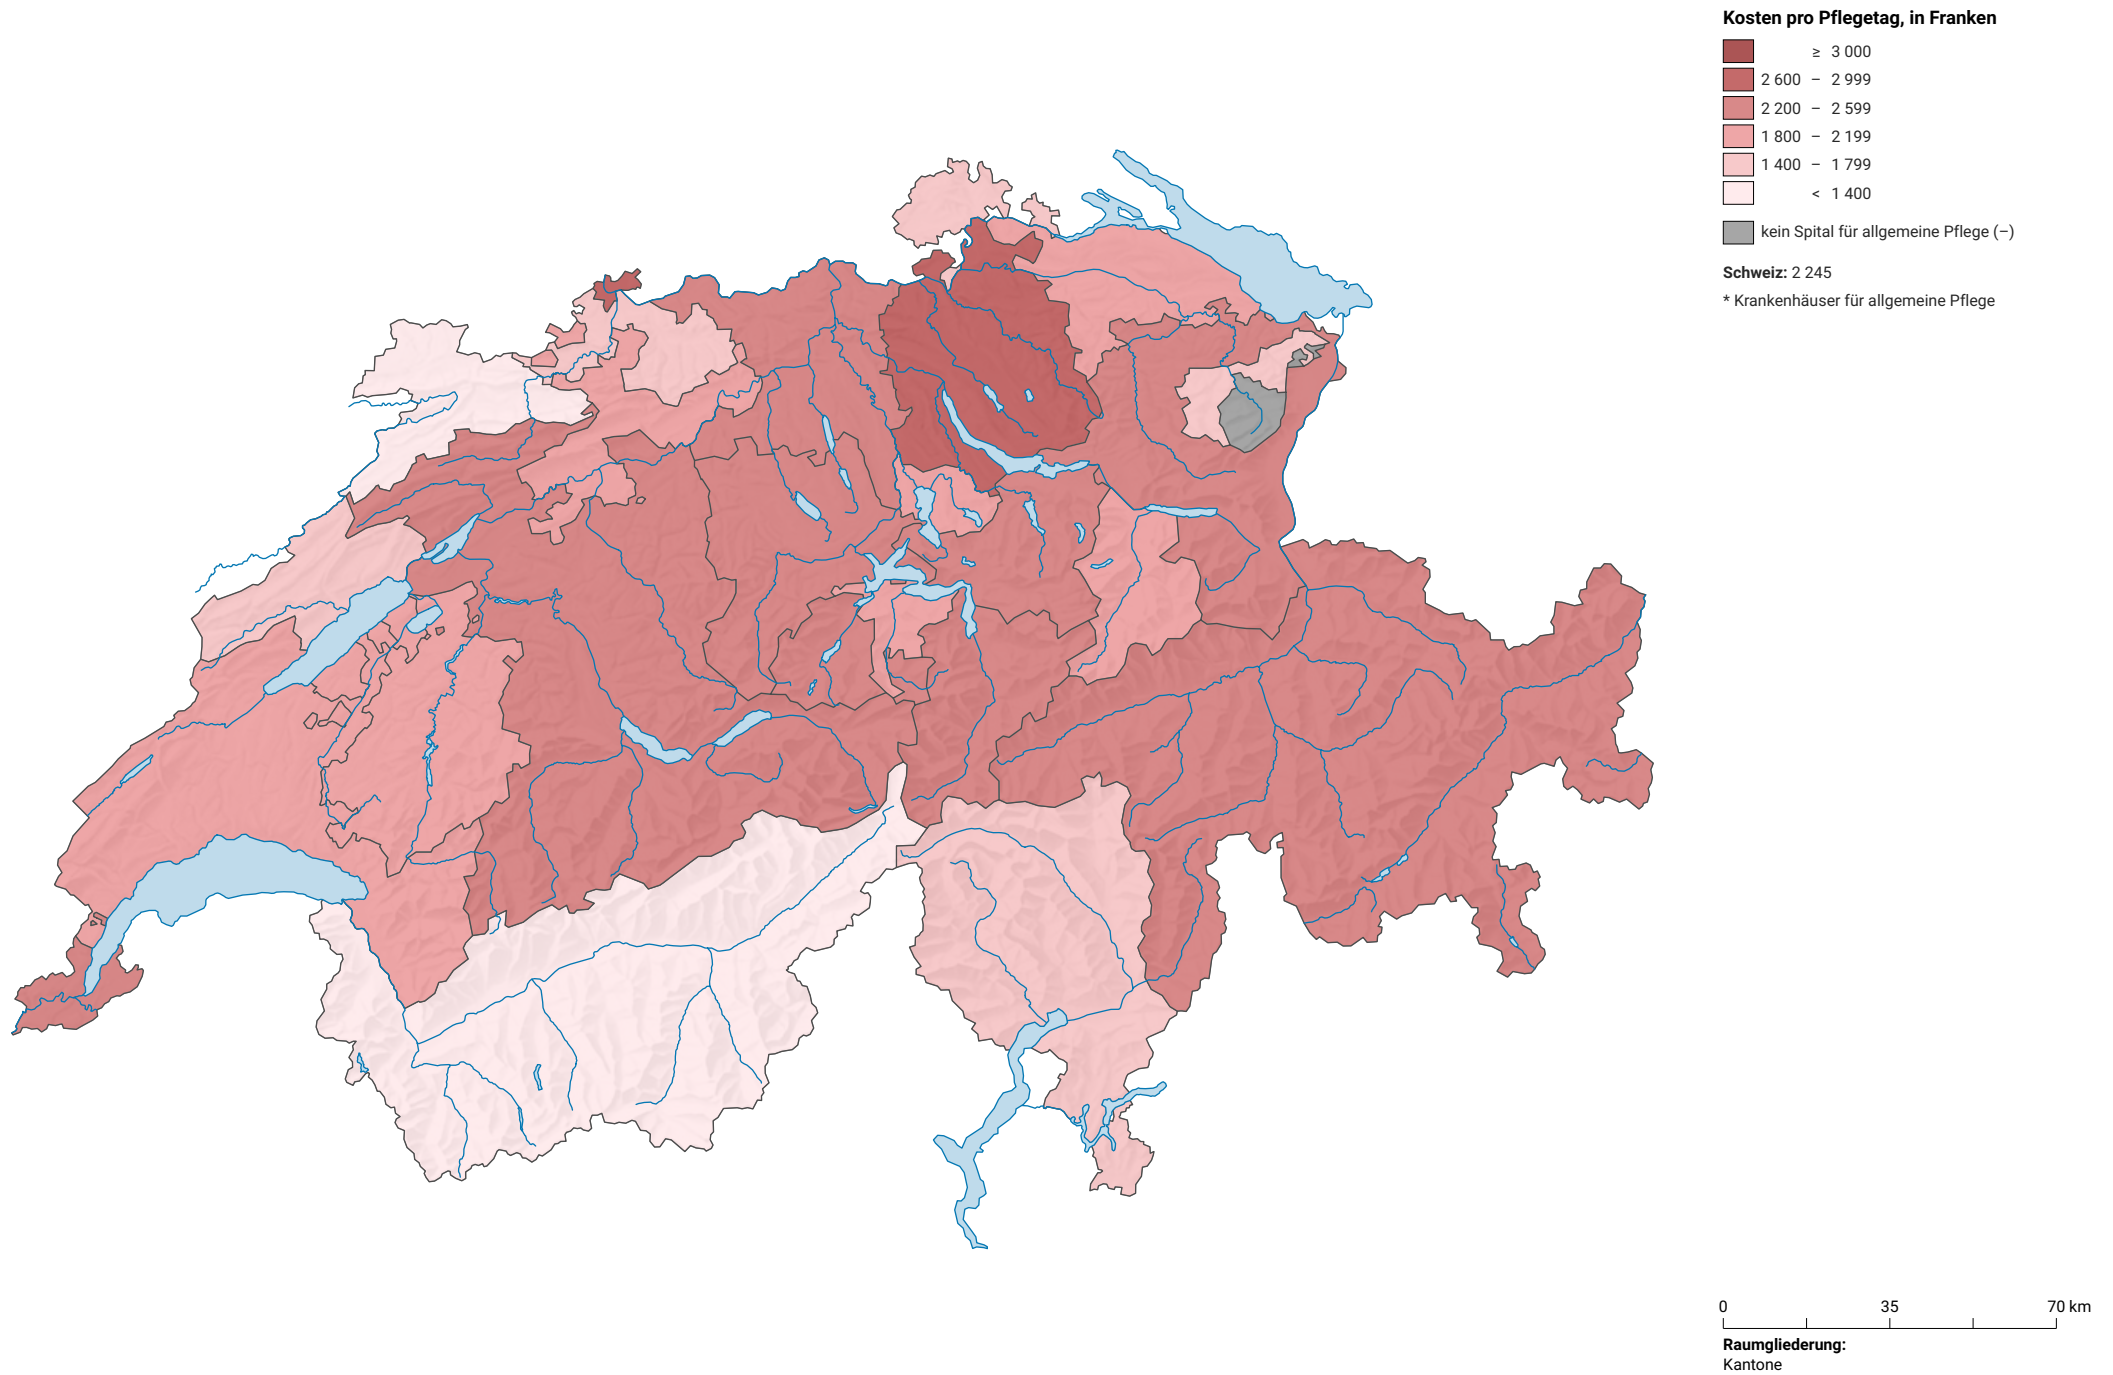 Kosten pro Pflegetag, in Franken
≥ 3 000
2 600 – 2 999
2 200 – 2 599
1 800 – 2 199
1 400 – 1 799
< 1 400
kein Spital für allgemeine Pflege (–)
Schweiz: 2 245
* Krankenhäuser für allgemeine Pflege
0 35 70 km
Raumgliederung:
Kantone